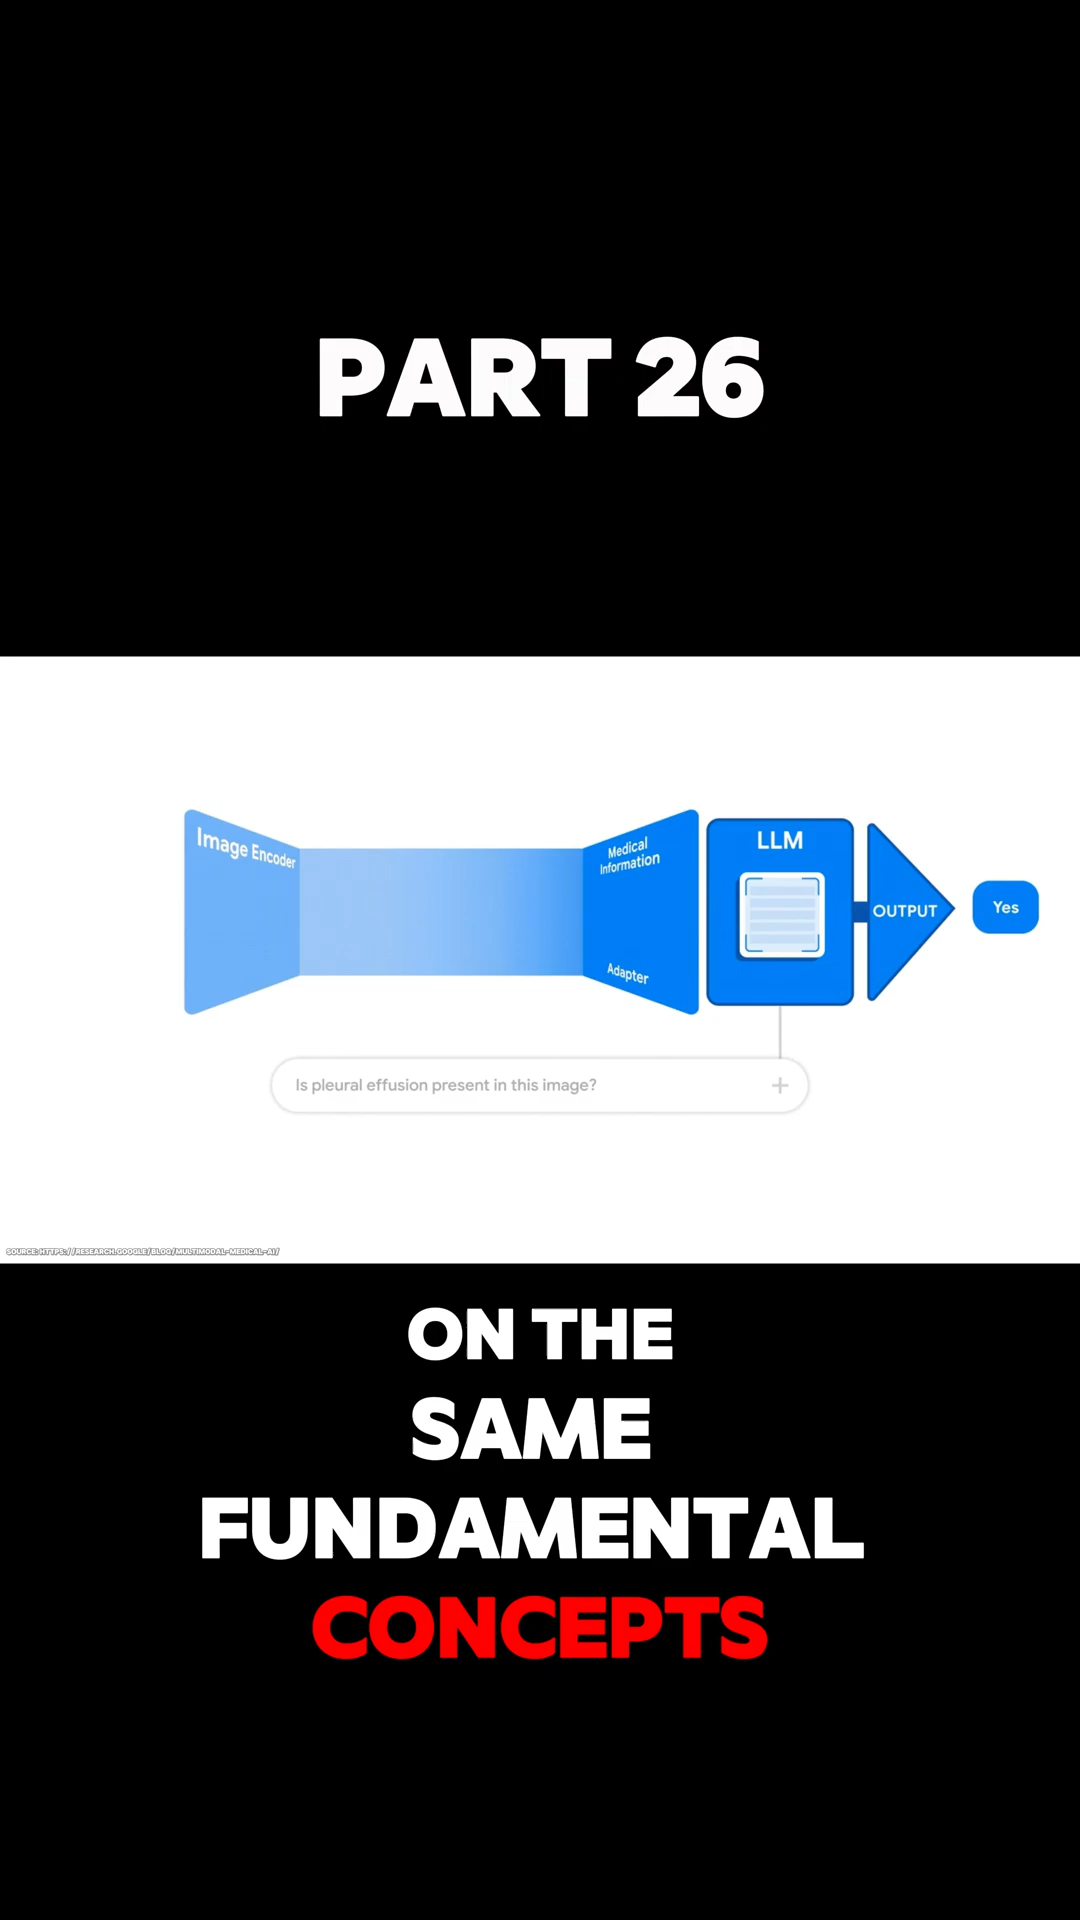 PART 26
Image Encoder
Medical
Information
Adapter
LLM
OUTPUT
Yes
Is pleural effusion present in this image?
SOURCE: HTTPS://RESEARCH.GOOGLE/BLOG/MULTIMODAL-MEDICAL-AI/
ON THE
SAME
FUNDAMENTAL
CONCEPTS